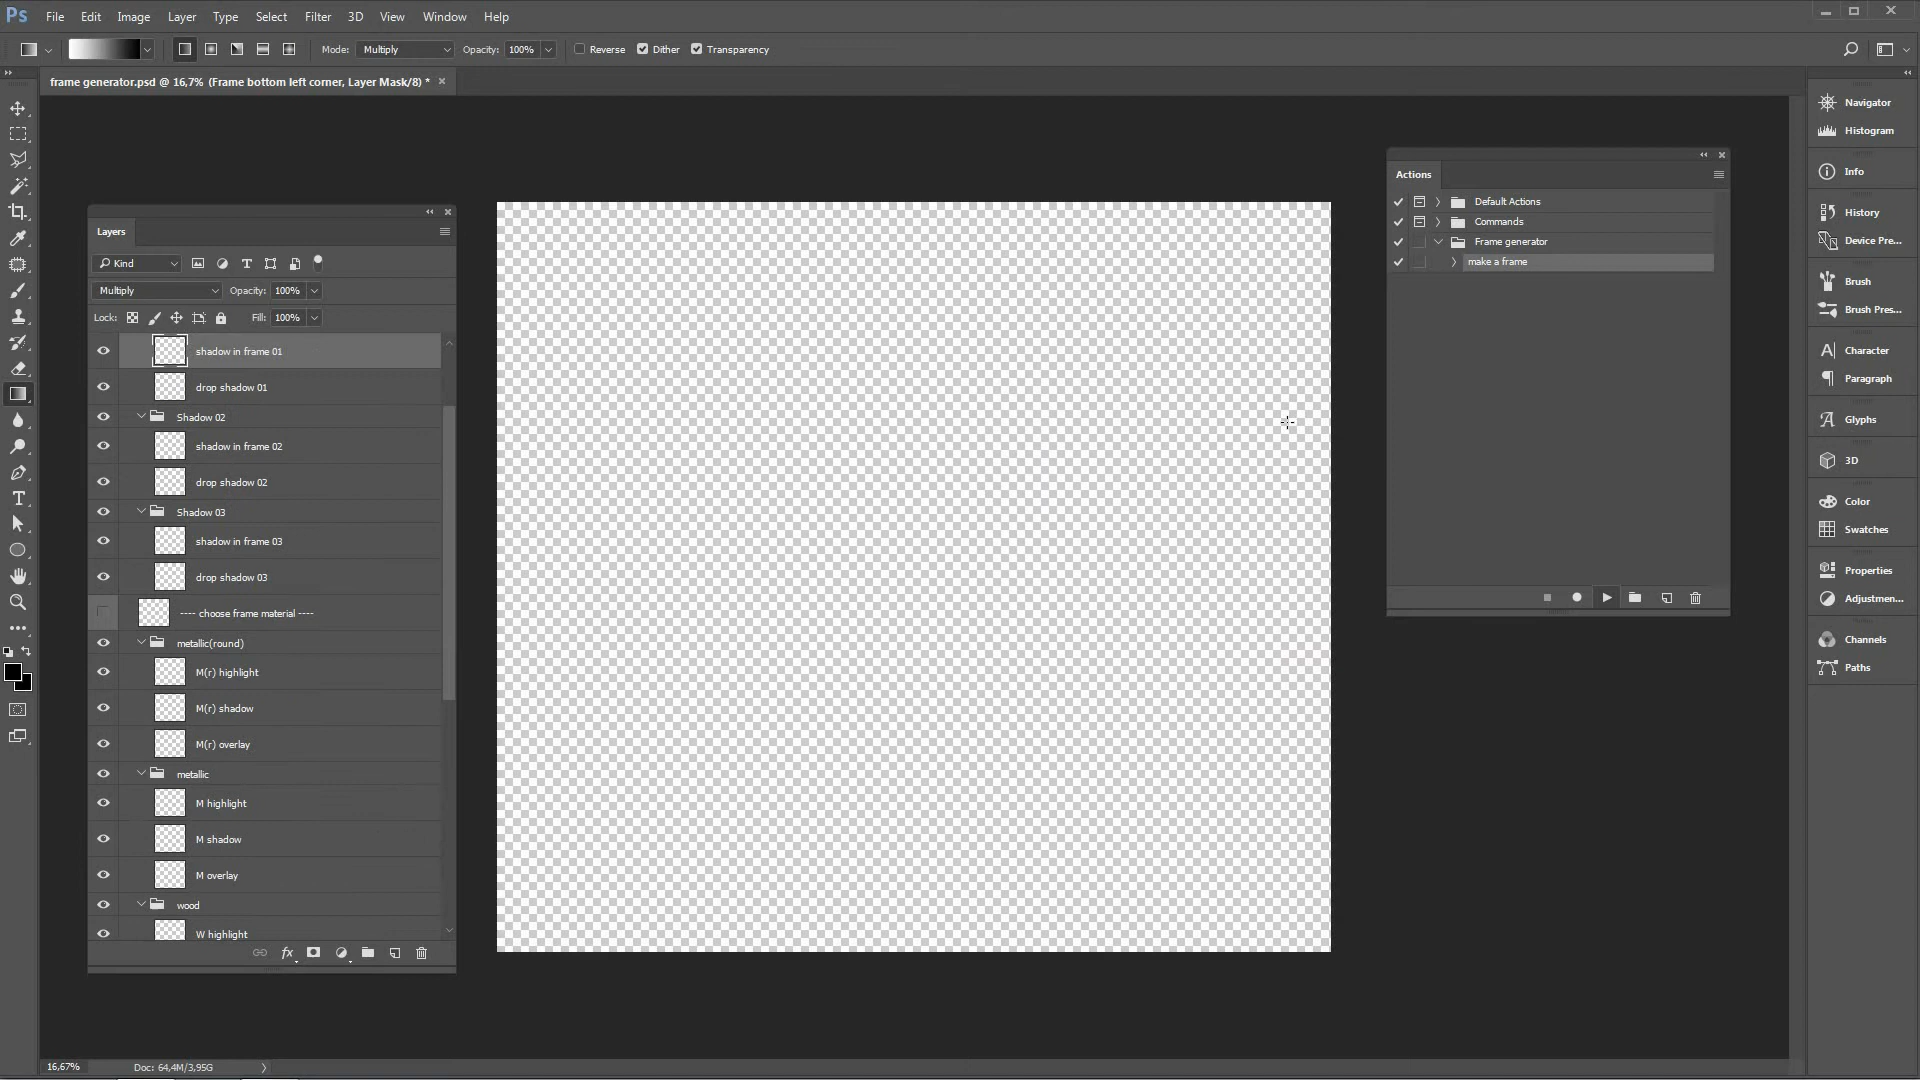 Ps File Edit Image Layer Type Select Filter 3D View Window Help
Mode: Multiply Opacity: 100% Reverse Dither Transparency
frame generator.psd @ 16,7% (Frame bottom left corner, Layer Mask/8) *
Layers
Kind
Multiply Opacity: 100%
Lock: Fill: 100%
shadow in frame 01
drop shadow 01
Shadow 02
shadow in frame 02
drop shadow 02
Shadow 03
shadow in frame 03
drop shadow 03
---- choose frame material ----
metallic(round)
M(r) highlight
M(r) shadow
M(r) overlay
metallic
M highlight
M shadow
M overlay
wood
W highlight
Actions
Default Actions
Commands
Frame generator
make a frame
Navigator
Histogram
Info
History
Device Pre...
Brush
Brush Pres...
Character
Paragraph
Glyphs
3D
Color
Swatches
Properties
Adjustmen...
Channels
Paths
16,67% Doc: 64,4M/3,95G